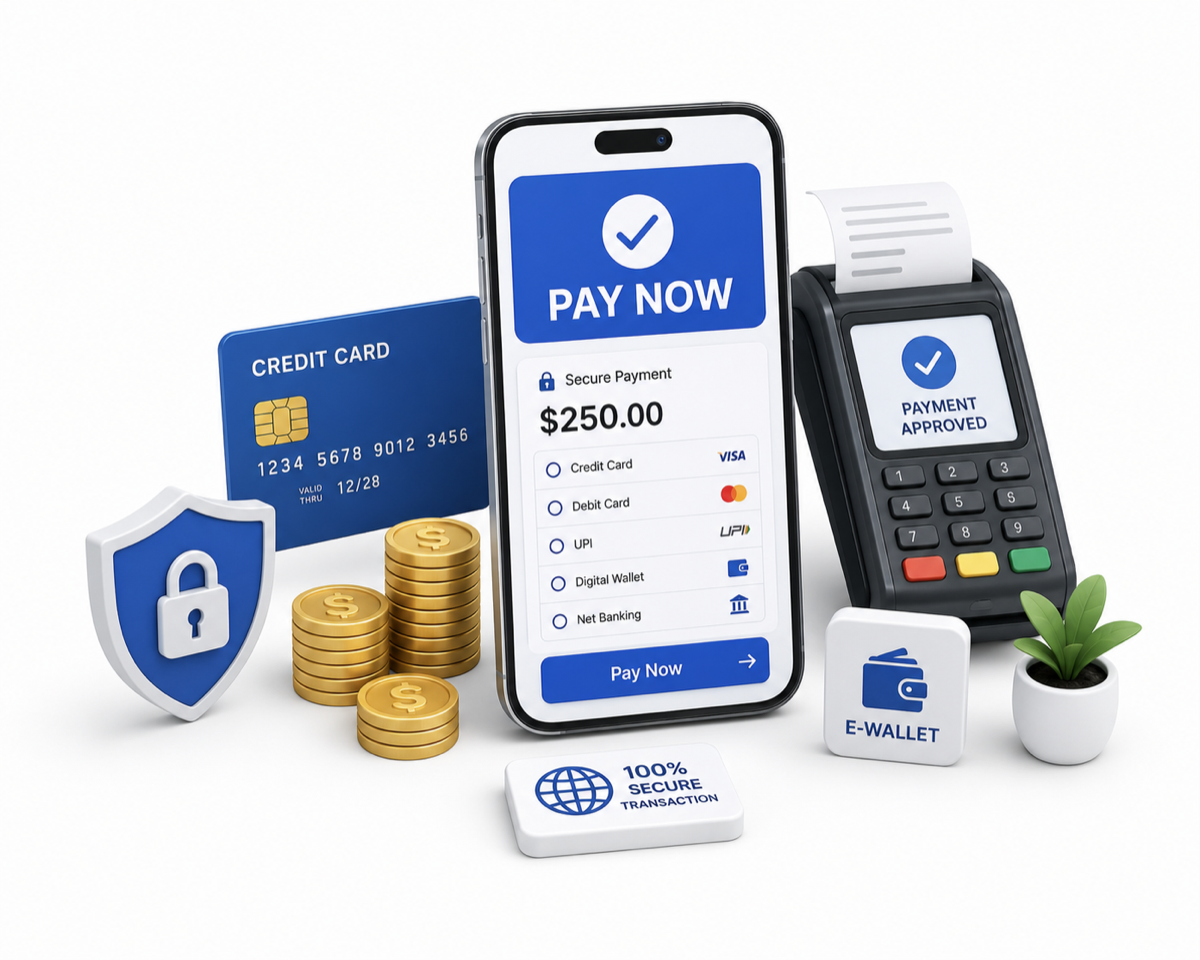 PAY NOW
Secure Payment
$250.00
Credit Card VISA
Debit Card
UPI UPI
Digital Wallet
Net Banking
Pay Now
CREDIT CARD
1234 5678 9012 3456
VALID
THRU 12/28
$
$
$
PAYMENT
APPROVED
1 2 3
4 5 S
7 8 9
E-WALLET
100%
SECURE
TRANSACTION